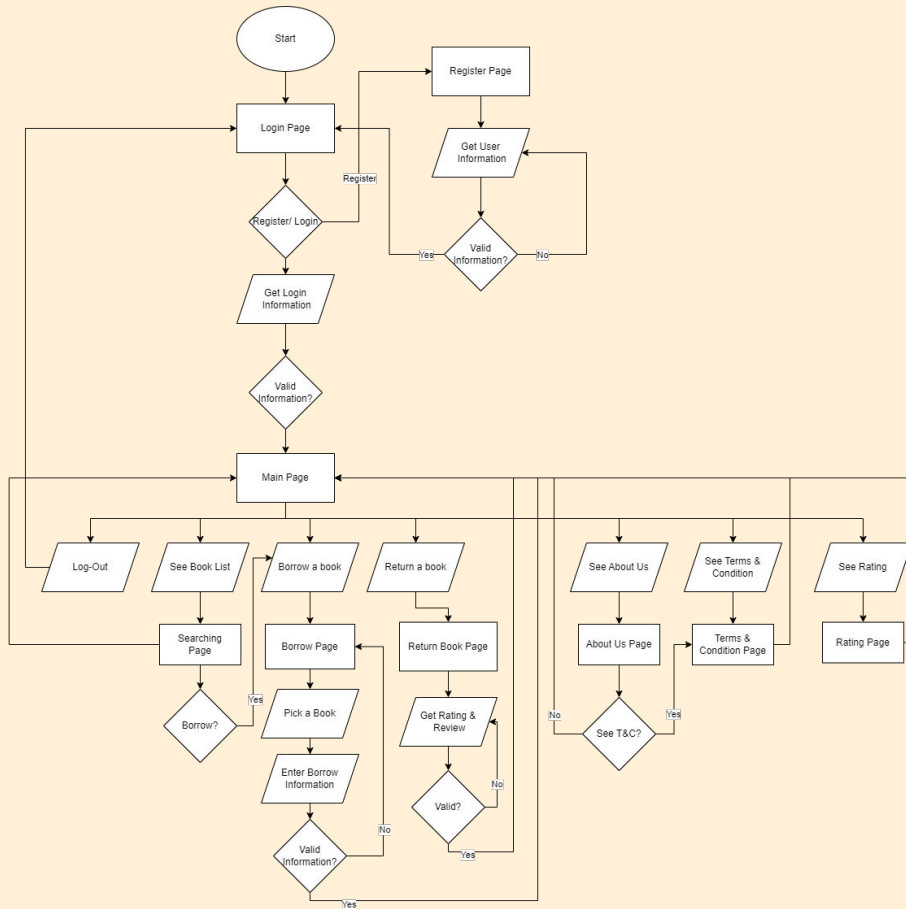 Start
Register Page
Login Page
Get User
Information
Register
Register/ Login
Valid
Information?
Yes
No
Get Login
Information
Valid
Information?
Main Page
Log-Out
See Book List
Borrow a book
Return a book
See About Us
See Terms &
Condition
See Rating
Searching
Page
Borrow Page
Return Book Page
About Us Page
Terms &
Condition Page
Rating Page
Borrow?
Yes
Pick a Book
Get Rating &
Review
No
See T&C?
Yes
Enter Borrow
Information
No
Valid?
No
Valid
Information?
Yes
Yes